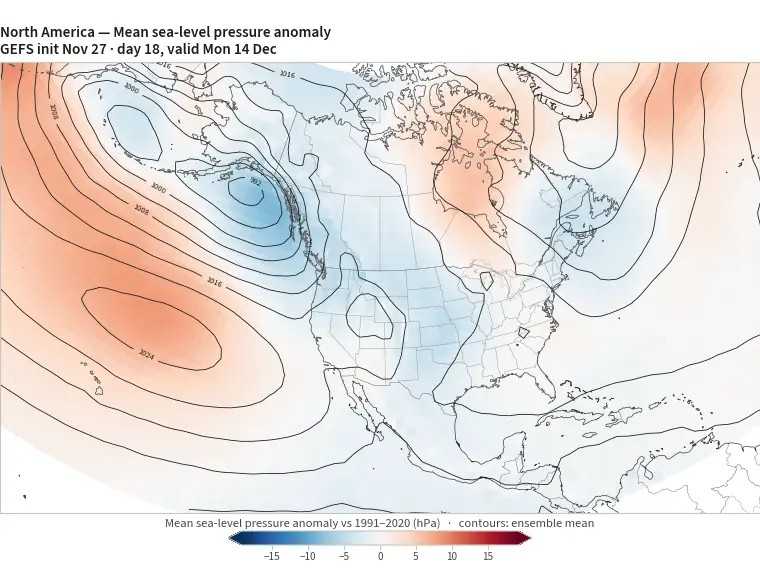 North America — Mean sea-level pressure anomaly
GEFS init Nov 27 · day 18, valid Mon 14 Dec
1016
1016
1000
1008
992
1000
1008
1016
1024
Mean sea-level pressure anomaly vs 1991–2020 (hPa) · contours: ensemble mean
−15 −10 −5 0 5 10 15